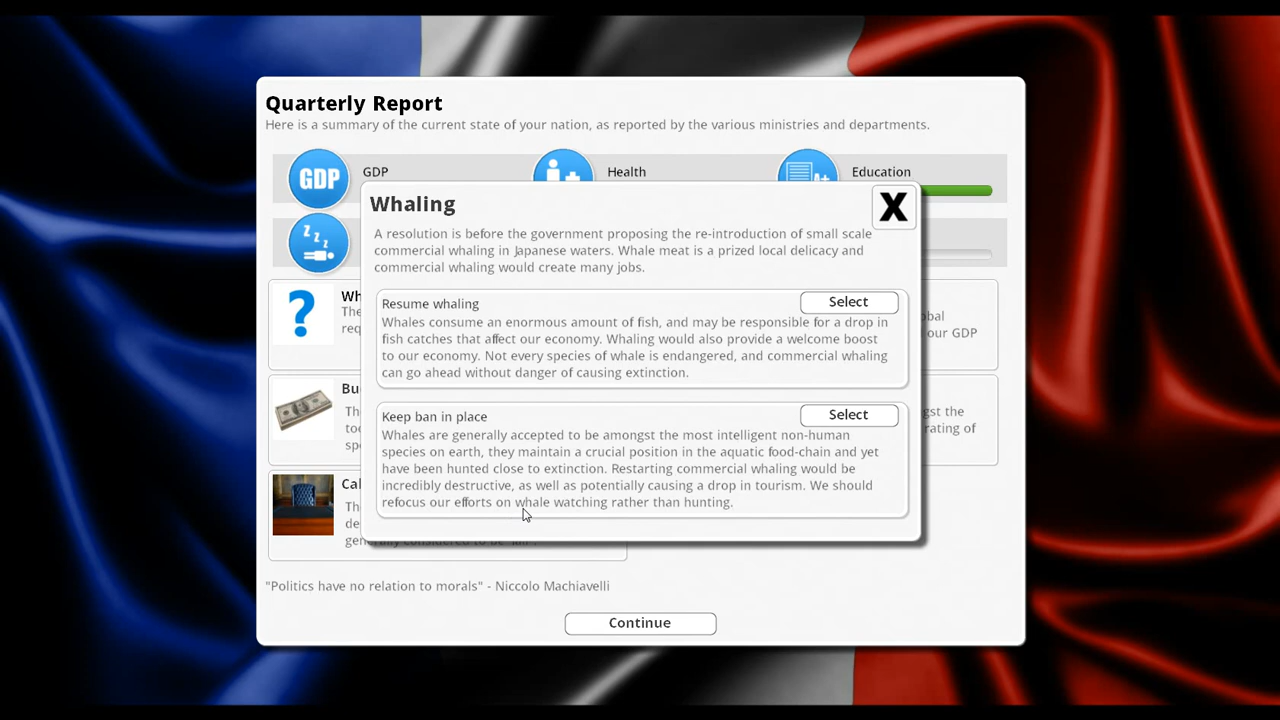 Quarterly Report
Here is a summary of the current state of your nation, as reported by the various ministries and departments.
GDP
GDP
Health
A+
Education
Whaling
X
A resolution is before the government proposing the re-introduction of small scale
commercial whaling in Japanese waters. Whale meat is a prized local delicacy and
commercial whaling would create many jobs.
Z Z Z
Resume whaling
Select
Whales consume an enormous amount of fish, and may be responsible for a drop in
fish catches that affect our economy. Whaling would also provide a welcome boost
to our economy. Not every species of whale is endangered, and commercial whaling
can go ahead without danger of causing extinction.
?
our GDP
Keep ban in place
Select
Whales are generally accepted to be amongst the most intelligent non-human
species on earth, they maintain a crucial position in the aquatic food-chain and yet
have been hunted close to extinction. Restarting commercial whaling would be
incredibly destructive, as well as potentially causing a drop in tourism. We should
refocus our efforts on whale watching rather than hunting.
the
rating of
"Politics have no relation to morals" - Niccolo Machiavelli
Continue